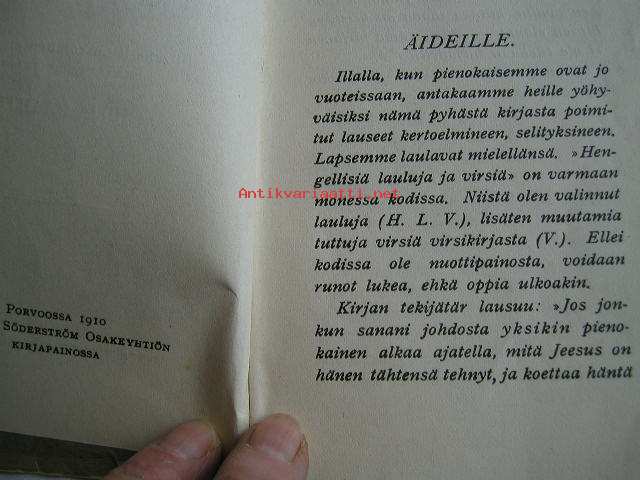 PORVOOSSA 1910
SÖDERSTRÖM OSAKEYHTIÖN
KIRJAPAINOSSA
ÄIDEILLE.
Illalla, kun pienokaisemme ovat jo
vuoteissaan, antakaamme heille yöhy-
väisiksi nämä pyhästä kirjasta poimi-
tut lauseet kertoelmineen, selityksineen.
Lapsemme laulavat mielellänsä. »Hen-
gellisiä lauluja ja virsiä» on varmaan
Antikvariaatti.net
monessa kodissa. Niistä olen valinnut
lauluja (H. L. V.), lisäten muutamia
tuttuja virsiä virsikirjasta (V.). Ellei
kodissa ole nuottipainosta, voidaan
runot lukea, ehkä oppia ulkoakin.
Kirjan tekijätär lausuu: »Jos jon-
kun sanani johdosta yksikin pieno-
kainen alkaa ajatella, mitä Jeesus on
hänen tähtensä tehnyt, ja koettaa häntä